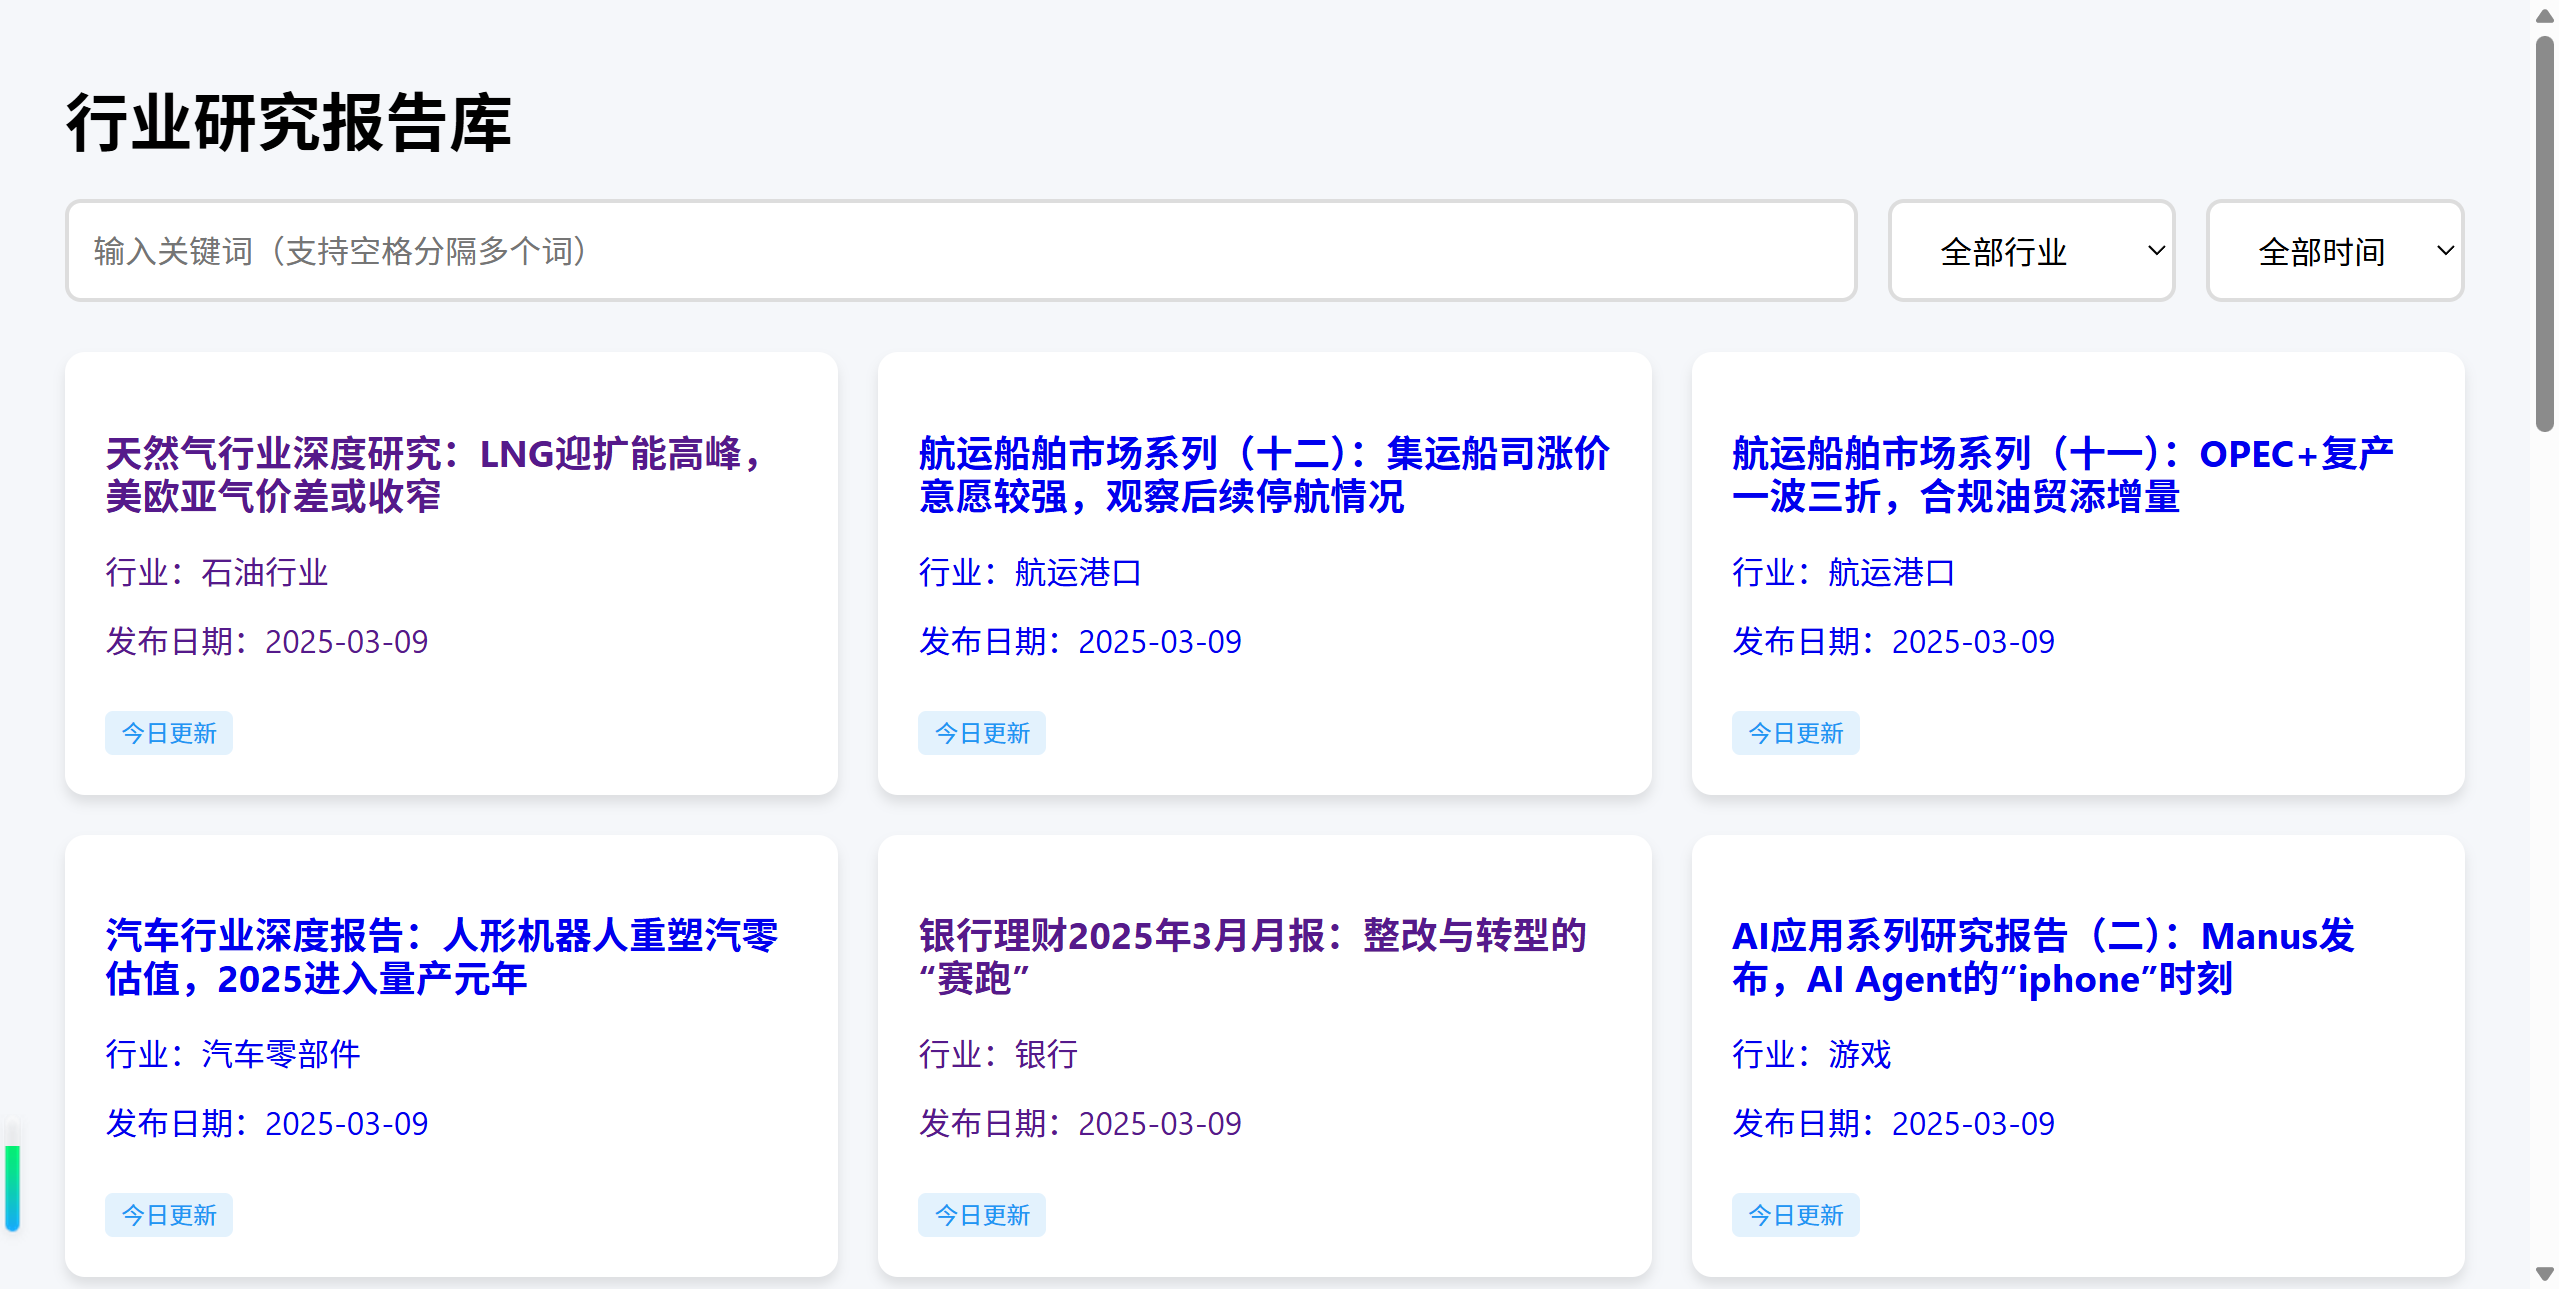 行业研究报告库
输入关键词（支持空格分隔多个词）
全部行业
全部时间
天然气行业深度研究：LNG迎扩能高峰，
美欧亚气价差或收窄
行业：石油行业
发布日期：2025-03-09
今日更新
航运船舶市场系列（十二）：集运船司涨价
意愿较强，观察后续停航情况
行业：航运港口
发布日期：2025-03-09
今日更新
航运船舶市场系列（十一）：OPEC+复产
一波三折，合规油贸添增量
行业：航运港口
发布日期：2025-03-09
今日更新
汽车行业深度报告：人形机器人重塑汽零
估值，2025进入量产元年
行业：汽车零部件
发布日期：2025-03-09
今日更新
银行理财2025年3月月报：整改与转型的
“赛跑”
行业：银行
发布日期：2025-03-09
今日更新
AI应用系列研究报告（二）：Manus发
布，AI Agent的“iphone”时刻
行业：游戏
发布日期：2025-03-09
今日更新